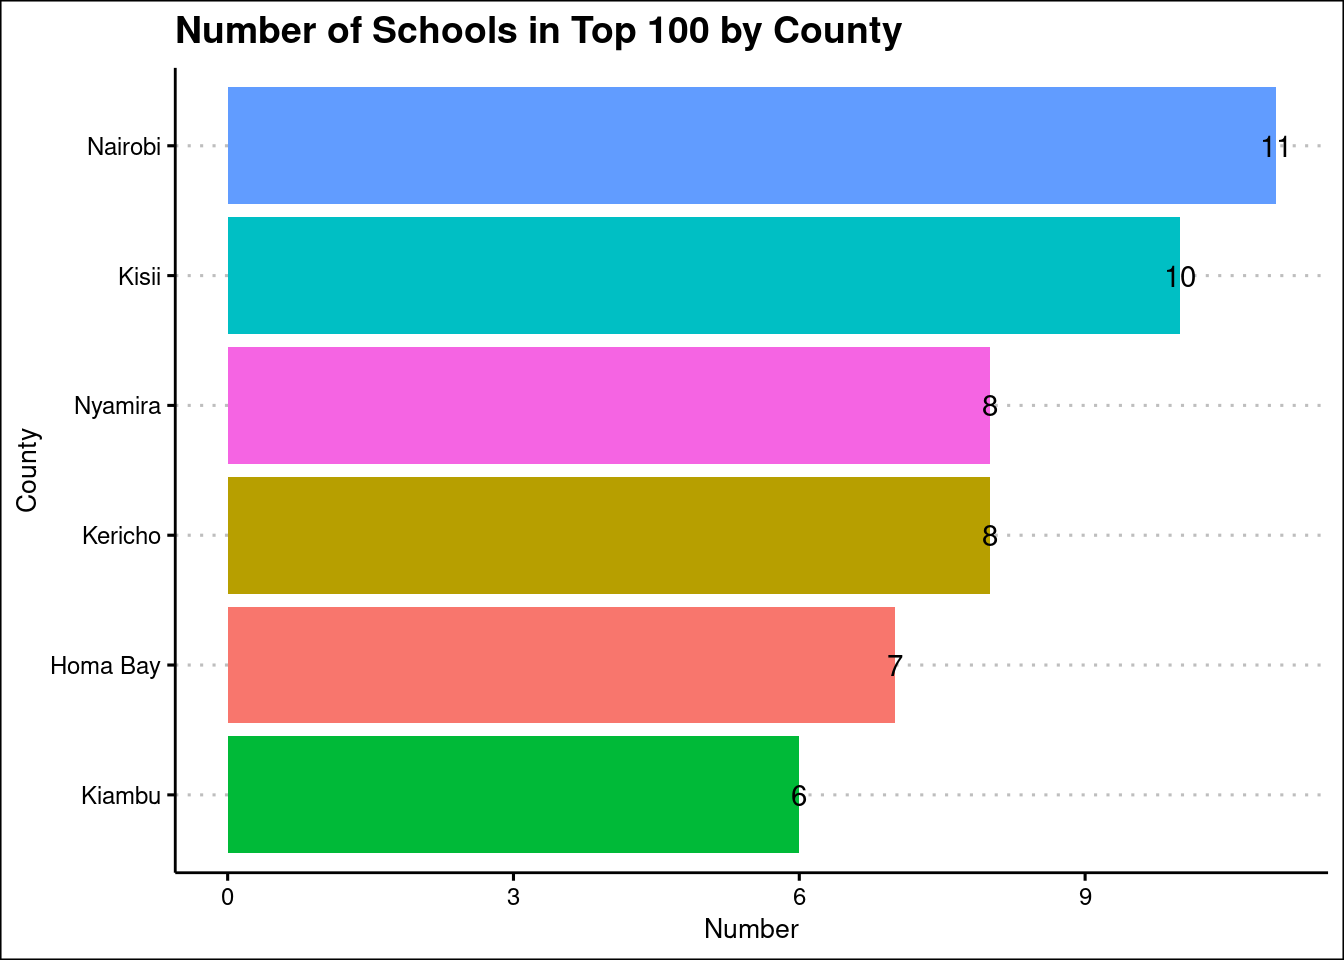 Number of Schools in Top 100 by County
Nairobi
11
Kisii
10
Nyamira
8
Kericho
8
Homa Bay
7
Kiambu
6
County
0 3 6 9
Number